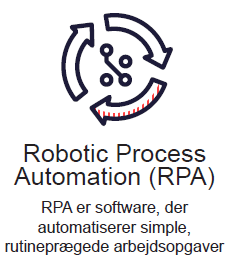 Robotic Process
Automation (RPA)
RPA er software, der
automatiserer simple,
rutineprægede arbejdsopgaver